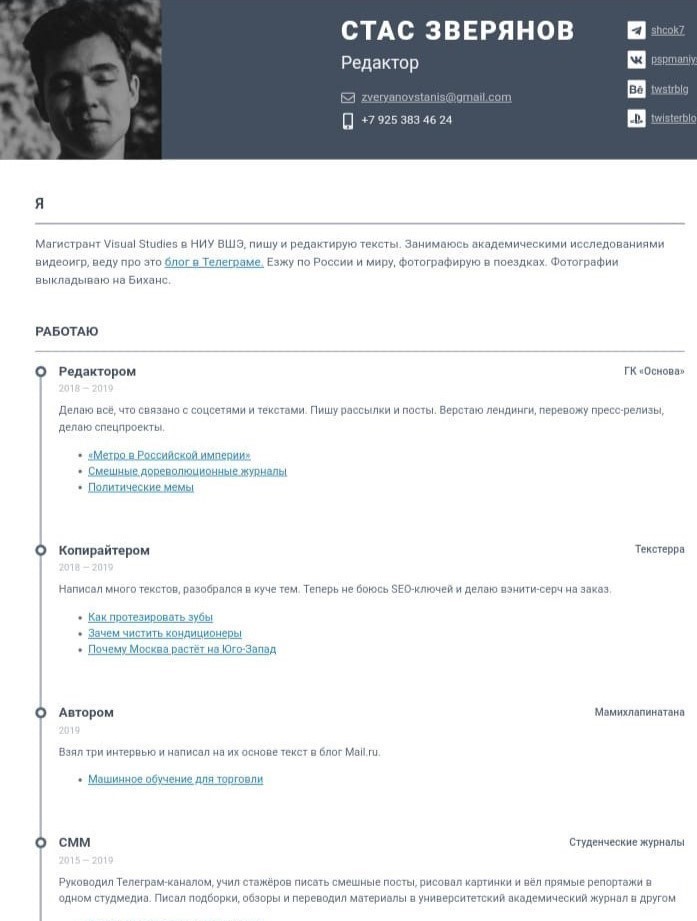 СТАС ЗВЕРЯНОВ
Редактор
zveryanovstanis@gmail.com
+7 925 383 46 24
shcok7
pspmaniy
Bē twstrblg
twisterblo
Я
Магистрант Visual Studies в НИУ ВШЭ, пишу и редактирую тексты. Занимаюсь академическими исследованиями
видеоигр, веду про это блог в Телеграме. Езжу по России и миру, фотографирую в поездках. Фотографии
выкладываю на Биханс.
РАБОТАЮ
Редактором ГК «Основа»
2018 — 2019
Делаю всё, что связано с соцсетями и текстами. Пишу рассылки и посты. Верстаю лендинги, перевожу пресс-релизы,
делаю спецпроекты.
• «Метро в Российской империи»
• Смешные дореволюционные журналы
• Политические мемы
Копирайтером Текстерра
2018 — 2019
Написал много текстов, разобрался в куче тем. Теперь не боюсь SEO-ключей и делаю вэнити-серч на заказ.
• Как протезировать зубы
• Зачем чистить кондиционеры
• Почему Москва растёт на Юго-Запад
Автором Мамихлапинатана
2019
Взял три интервью и написал на их основе текст в блог Mail.ru.
• Машинное обучение для торговли
СММ Студенческие журналы
2015 — 2019
Руководил Телеграм-каналом, учил стажёров писать смешные посты, рисовал картинки и вёл прямые репортажи в
одном студмедиа. Писал подборки, обзоры и переводил материалы в университетский академический журнал в другом